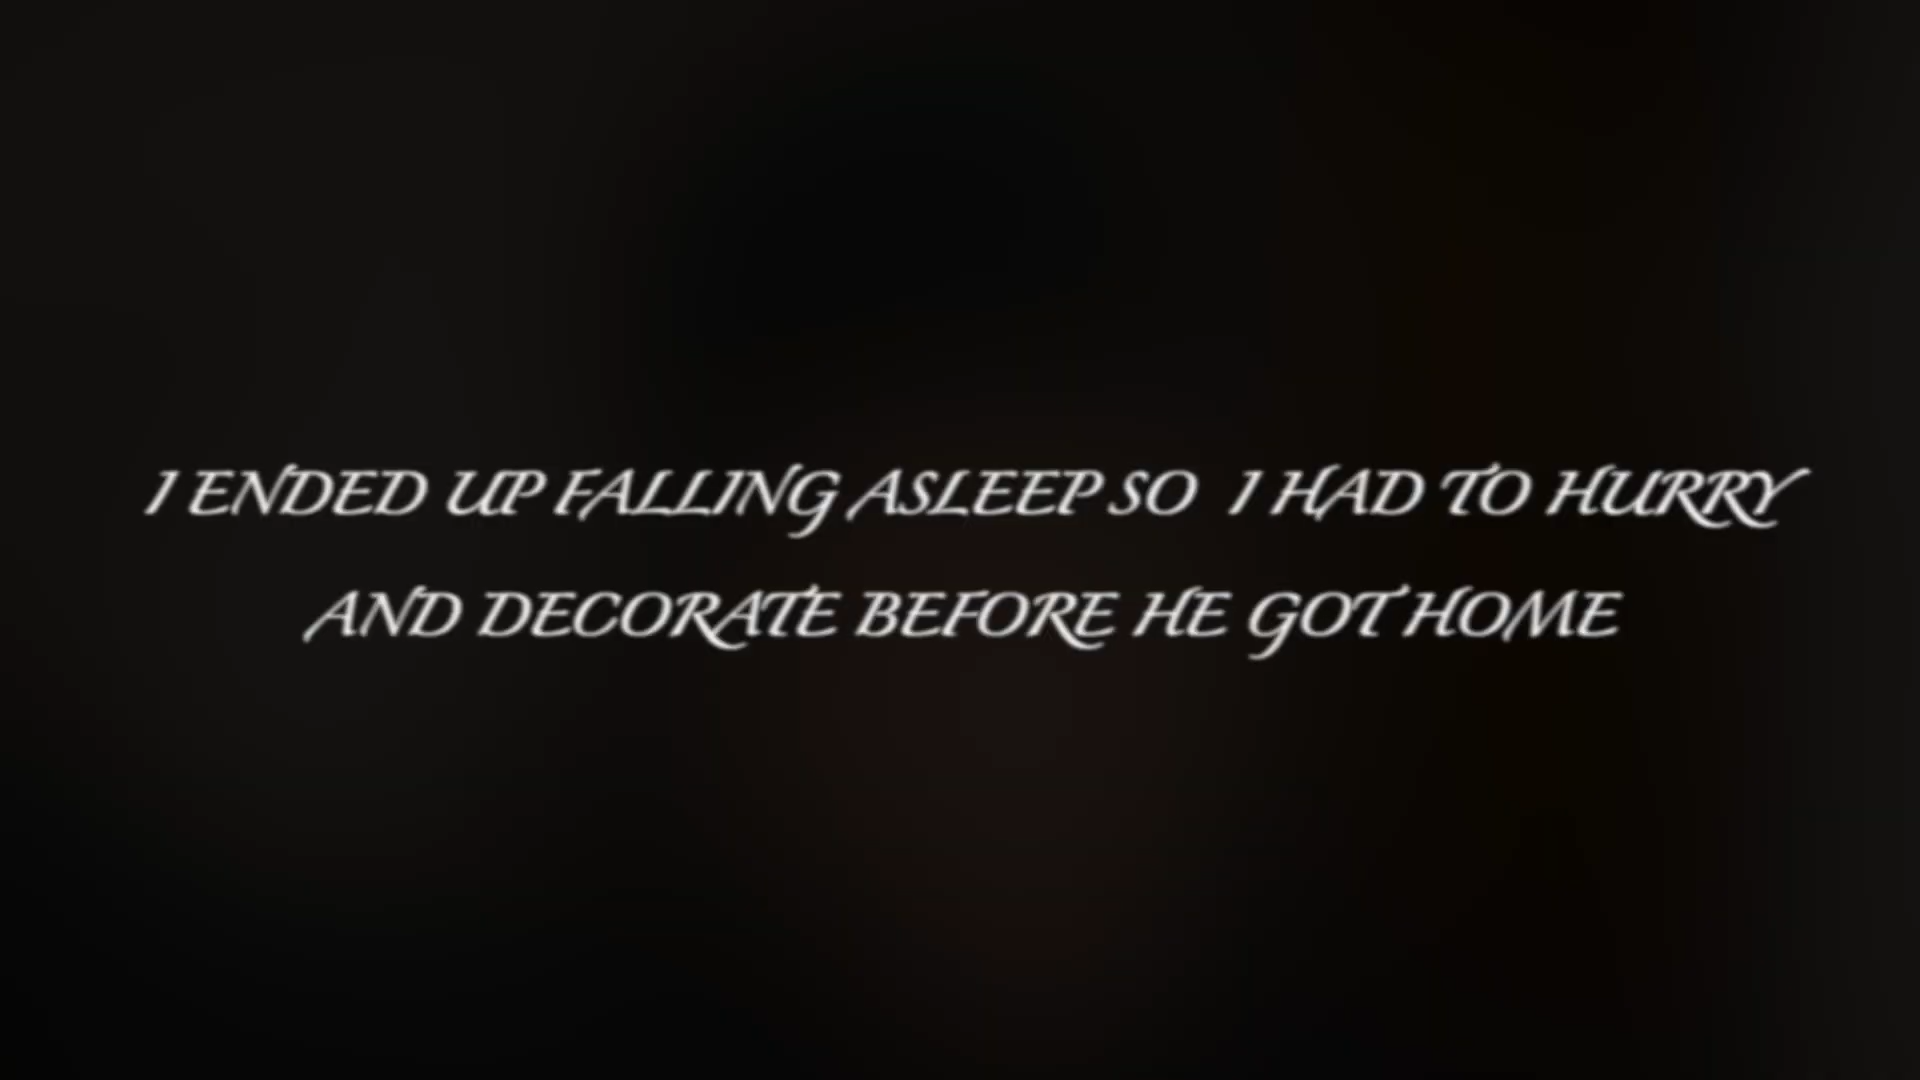 I ENDED UP FALLING ASLEEP SO I HAD TO HURRY
AND DECORATE BEFORE HE GOT HOME